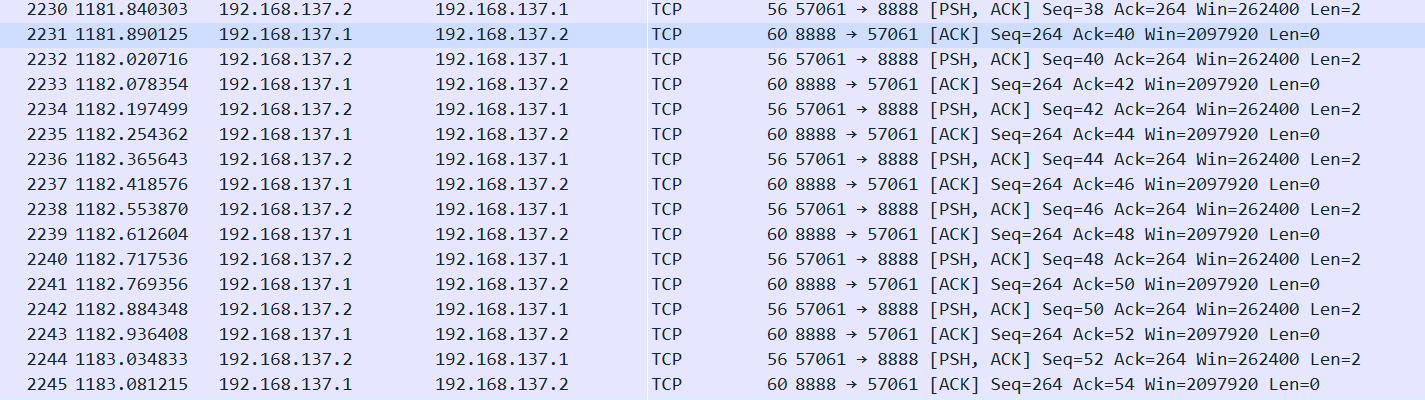 2230 1181.840303 192.168.137.2 192.168.137.1 TCP 56 57061 → 8888 [PSH, ACK] Seq=38 Ack=264 Win=262400 Len=2
2231 1181.890125 192.168.137.1 192.168.137.2 TCP 60 8888 → 57061 [ACK] Seq=264 Ack=40 Win=2097920 Len=0
2232 1182.020716 192.168.137.2 192.168.137.1 TCP 56 57061 → 8888 [PSH, ACK] Seq=40 Ack=264 Win=262400 Len=2
2233 1182.078354 192.168.137.1 192.168.137.2 TCP 60 8888 → 57061 [ACK] Seq=264 Ack=42 Win=2097920 Len=0
2234 1182.197499 192.168.137.2 192.168.137.1 TCP 56 57061 → 8888 [PSH, ACK] Seq=42 Ack=264 Win=262400 Len=2
2235 1182.254362 192.168.137.1 192.168.137.2 TCP 60 8888 → 57061 [ACK] Seq=264 Ack=44 Win=2097920 Len=0
2236 1182.365643 192.168.137.2 192.168.137.1 TCP 56 57061 → 8888 [PSH, ACK] Seq=44 Ack=264 Win=262400 Len=2
2237 1182.418576 192.168.137.1 192.168.137.2 TCP 60 8888 → 57061 [ACK] Seq=264 Ack=46 Win=2097920 Len=0
2238 1182.553870 192.168.137.2 192.168.137.1 TCP 56 57061 → 8888 [PSH, ACK] Seq=46 Ack=264 Win=262400 Len=2
2239 1182.612604 192.168.137.1 192.168.137.2 TCP 60 8888 → 57061 [ACK] Seq=264 Ack=48 Win=2097920 Len=0
2240 1182.717536 192.168.137.2 192.168.137.1 TCP 56 57061 → 8888 [PSH, ACK] Seq=48 Ack=264 Win=262400 Len=2
2241 1182.769356 192.168.137.1 192.168.137.2 TCP 60 8888 → 57061 [ACK] Seq=264 Ack=50 Win=2097920 Len=0
2242 1182.884348 192.168.137.2 192.168.137.1 TCP 56 57061 → 8888 [PSH, ACK] Seq=50 Ack=264 Win=262400 Len=2
2243 1182.936408 192.168.137.1 192.168.137.2 TCP 60 8888 → 57061 [ACK] Seq=264 Ack=52 Win=2097920 Len=0
2244 1183.034833 192.168.137.2 192.168.137.1 TCP 56 57061 → 8888 [PSH, ACK] Seq=52 Ack=264 Win=262400 Len=2
2245 1183.081215 192.168.137.1 192.168.137.2 TCP 60 8888 → 57061 [ACK] Seq=264 Ack=54 Win=2097920 Len=0